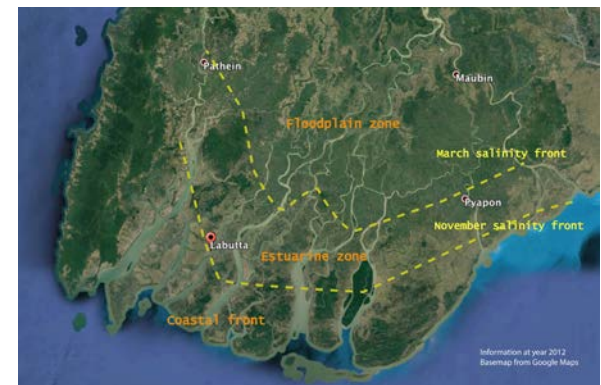 Pathein
Maubin
Floodplain zone
March salinity front
Pyapon
November salinity front
Labutta
Estuarine zone
Coastal front
Information at year 2012
Basemap from Google Maps